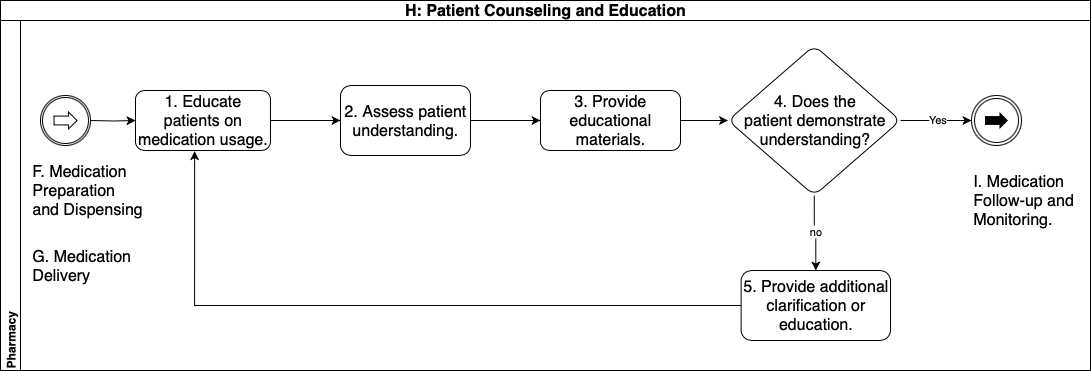 H: Patient Counseling and Education
Pharmacy
F. Medication
Preparation
and Dispensing)
G. Medication
Delivery
1. Educate
patients on
medication usage.
2. Assess patient
understanding.
3. Provide
educational
materials.
4. Does the
patient demonstrate
understanding?
Yes
no
5. Provide additional
clarification or
education.
I. Medication
Follow-up and
Monitoring.